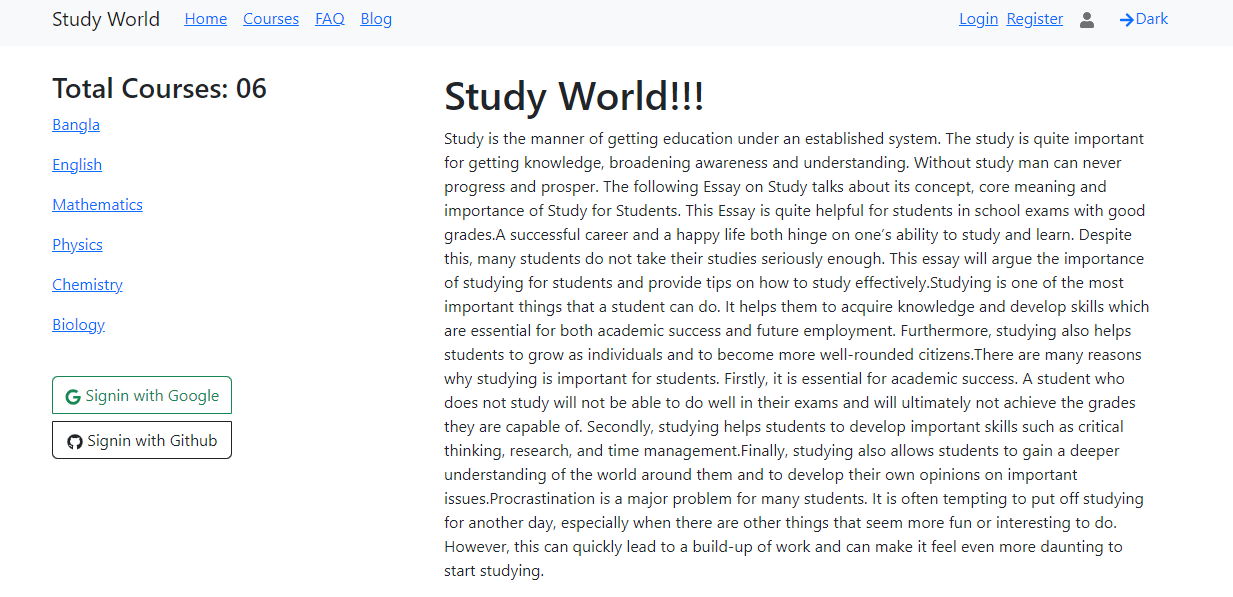 Study World Home Courses FAQ Blog Login Register Dark
Total Courses: 06
Bangla
English
Mathematics
Physics
Chemistry
Biology
Signin with Google
Signin with Github
Study World!!!
Study is the manner of getting education under an established system. The study is quite important
for getting knowledge, broadening awareness and understanding. Without study man can never
progress and prosper. The following Essay on Study talks about its concept, core meaning and
importance of Study for Students. This Essay is quite helpful for students in school exams with good
grades.A successful career and a happy life both hinge on one’s ability to study and learn. Despite
this, many students do not take their studies seriously enough. This essay will argue the importance
of studying for students and provide tips on how to study effectively.Studying is one of the most
important things that a student can do. It helps them to acquire knowledge and develop skills which
are essential for both academic success and future employment. Furthermore, studying also helps
students to grow as individuals and to become more well-rounded citizens.There are many reasons
why studying is important for students. Firstly, it is essential for academic success. A student who
does not study will not be able to do well in their exams and will ultimately not achieve the grades
they are capable of. Secondly, studying helps students to develop important skills such as critical
thinking, research, and time management.Finally, studying also allows students to gain a deeper
understanding of the world around them and to develop their own opinions on important
issues.Procrastination is a major problem for many students. It is often tempting to put off studying
for another day, especially when there are other things that seem more fun or interesting to do.
However, this can quickly lead to a build-up of work and can make it feel even more daunting to
start studying.